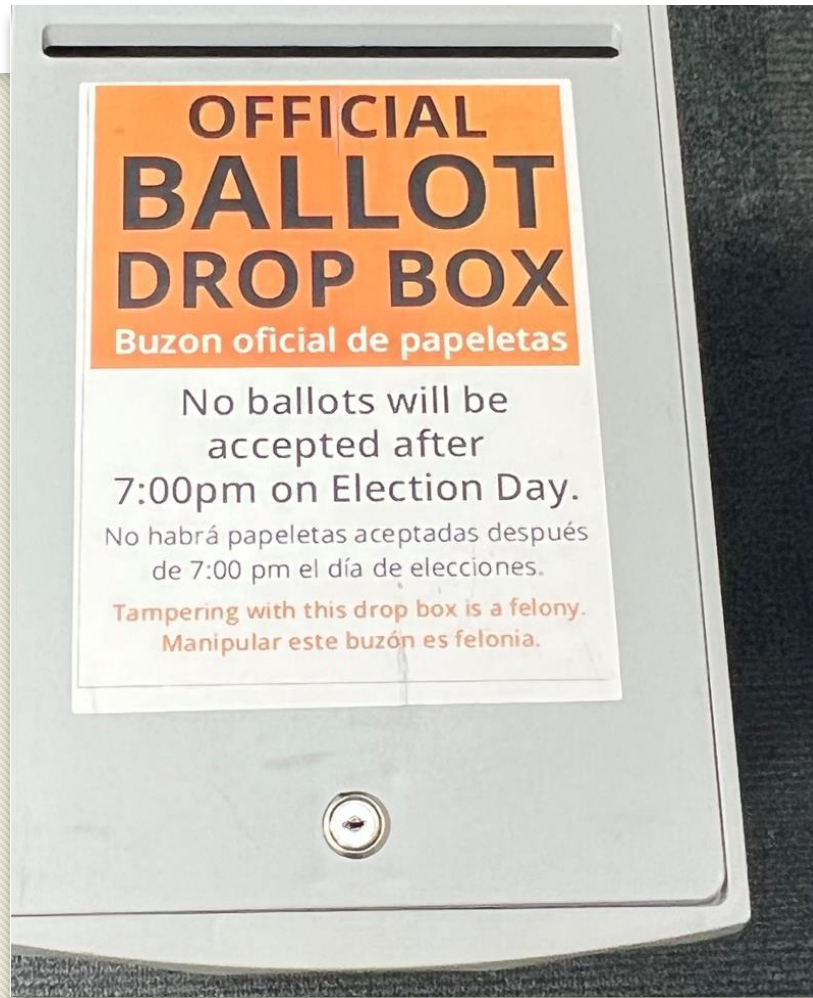 OFFICIAL
BALLOT
DROP BOX
Buzon oficial de papeletas
No ballots will be
accepted after
7:00pm on Election Day.
No habrá papeletas aceptadas después
de 7:00 pm el día de elecciones.
Tampering with this drop box is a felony.
Manipular este buzón es felonia.